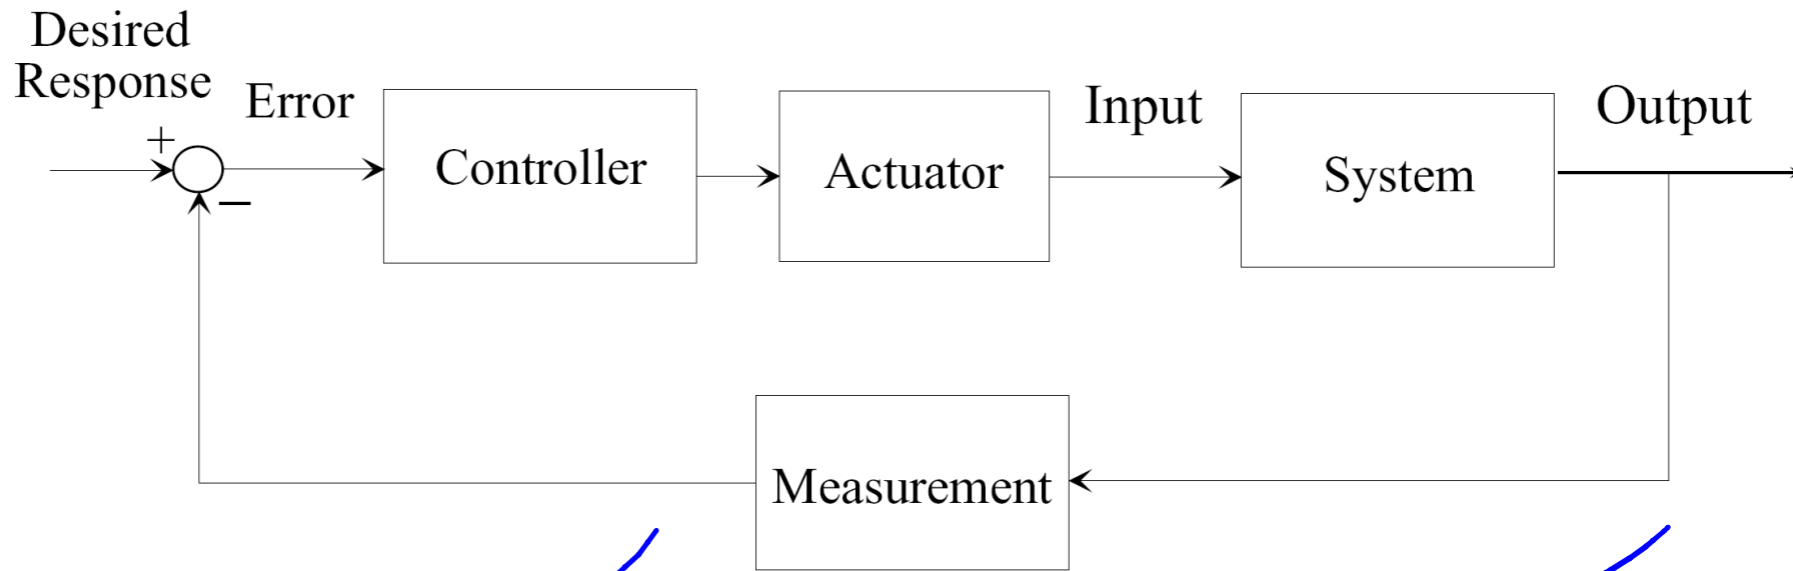 Desired
Response
Error
Input
Output
+
Controller
Actuator
System
−
Measurement